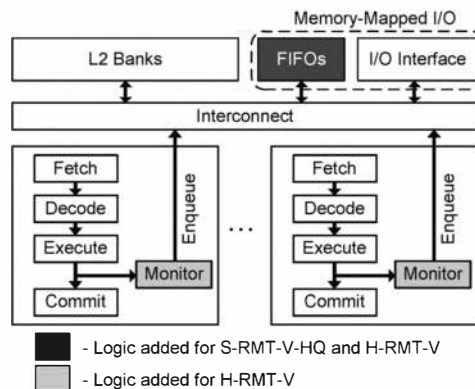 Memory-Mapped I/O
L2 Banks
FIFOs
I/O Interface
Interconnect
Fetch
Decode
Execute
Commit
Monitor
Enqueue
...
Fetch
Decode
Execute
Commit
Monitor
Enqueue
- Logic added for S-RMT-V-HQ and H-RMT-V
- Logic added for H-RMT-V